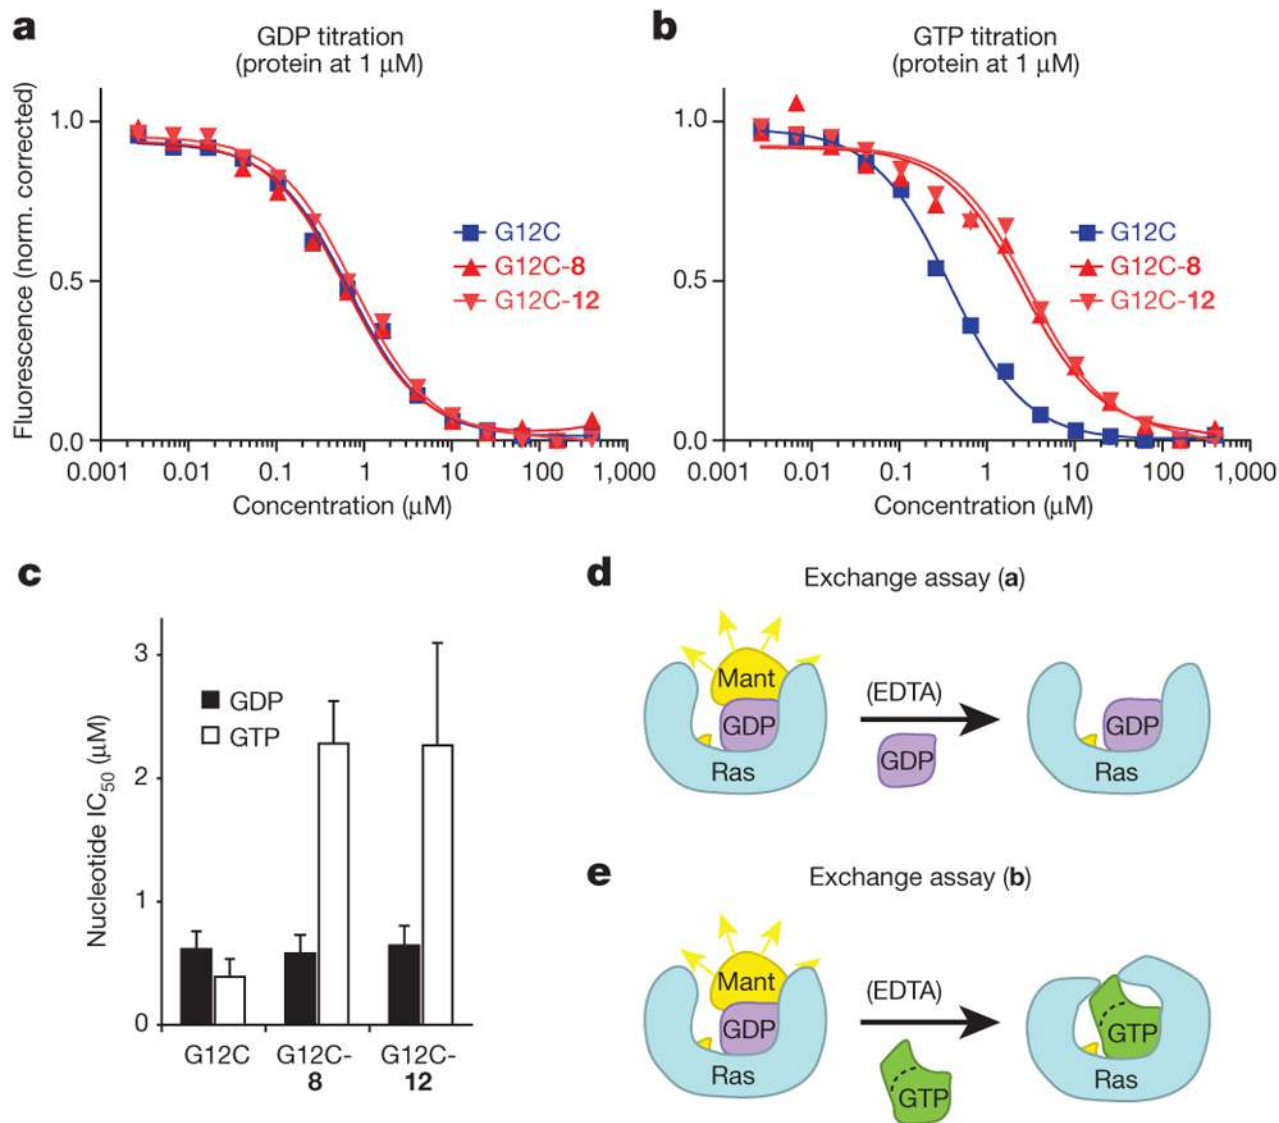 a
GDP titration
(protein at 1 μM)
Fluorescence (norm. corrected)
1.0
0.5
0.0
0.001
0.01
0.1
1
10
100
1,000
Concentration (μM)
G12C
G12C-8
G12C-12
b
GTP titration
(protein at 1 μM)
1.0
0.5
0.0
0.001
0.01
0.1
1
10
100
1,000
Concentration (μM)
G12C
G12C-8
G12C-12
c
Nucleotide IC50 (μM)
3
2
1
0
GDP
GTP
G12C
G12C-
8
G12C-
12
d
Exchange assay (a)
Mant
GDP
Ras
(EDTA)
GDP
GDP
Ras
e
Exchange assay (b)
Mant
GDP
Ras
(EDTA)
GTP
GTP
Ras